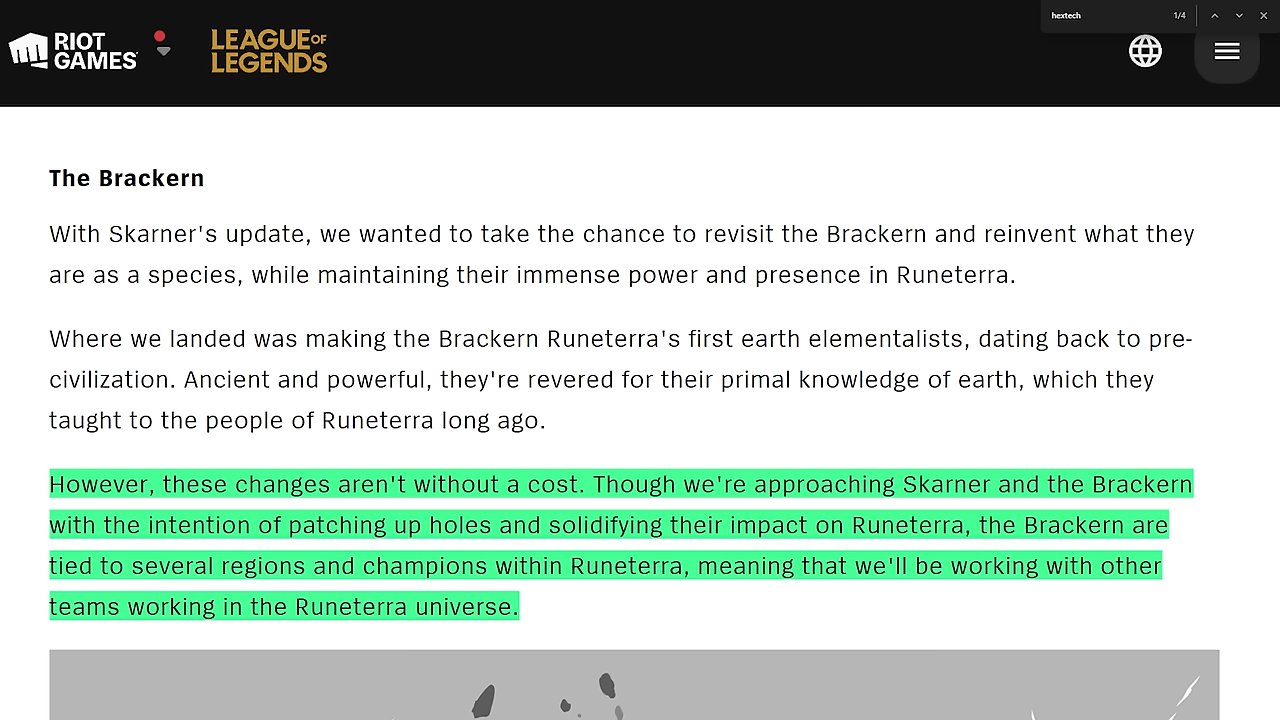 hextech 1/4
RIOT GAMES
LEAGUE OF LEGENDS
The Brackern
With Skarner's update, we wanted to take the chance to revisit the Brackern and reinvent what they
are as a species, while maintaining their immense power and presence in Runeterra.
Where we landed was making the Brackern Runeterra's first earth elementalists, dating back to pre-
civilization. Ancient and powerful, they're revered for their primal knowledge of earth, which they
taught to the people of Runeterra long ago.
However, these changes aren't without a cost. Though we're approaching Skarner and the Brackern
with the intention of patching up holes and solidifying their impact on Runeterra, the Brackern are
tied to several regions and champions within Runeterra, meaning that we'll be working with other
teams working in the Runeterra universe.